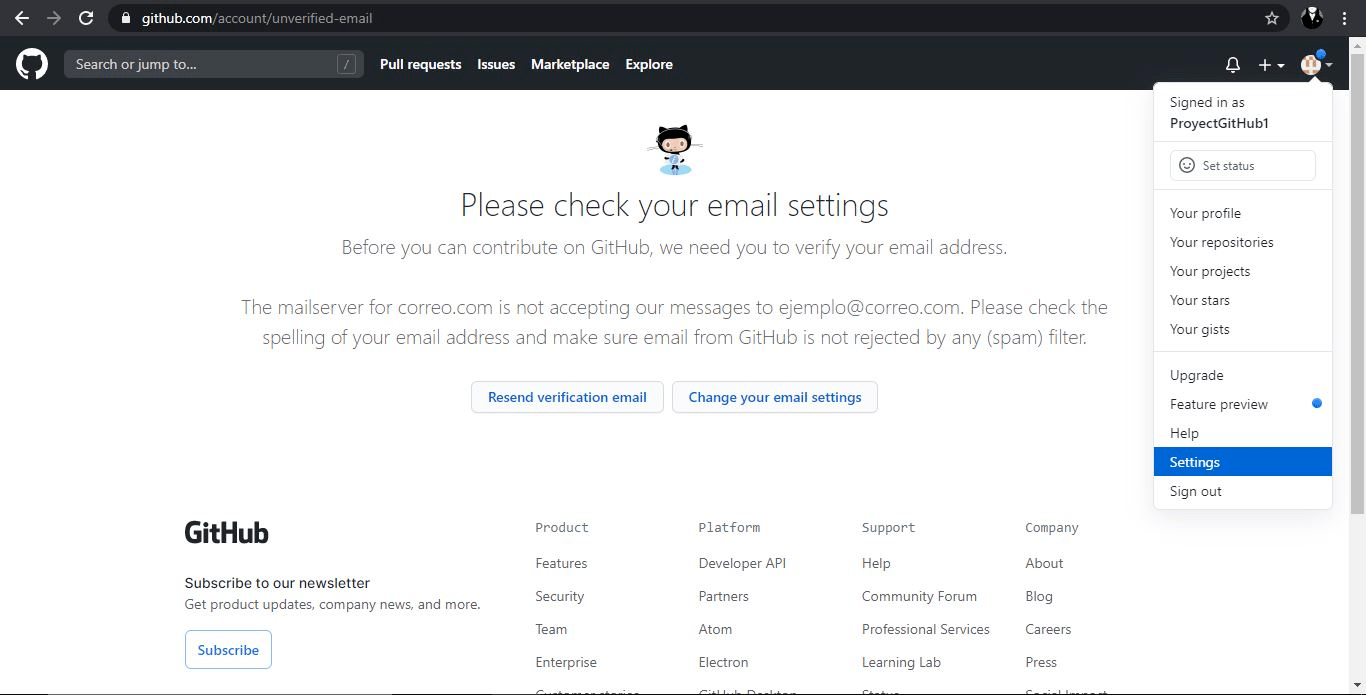 github.com/account/unverified-email
Search or jump to...
/
Pull requests
Issues
Marketplace
Explore
Signed in as
ProyectGitHub1
Set status
Your profile
Your repositories
Your projects
Your stars
Your gists
Upgrade
Feature preview
Help
Settings
Sign out
Please check your email settings
Before you can contribute on GitHub, we need you to verify your email address.
The mailserver for correo.com is not accepting our messages to ejemplo@correo.com. Please check the
spelling of your email address and make sure email from GitHub is not rejected by any (spam) filter.
Resend verification email
Change your email settings
GitHub
Subscribe to our newsletter
Get product updates, company news, and more.
Subscribe
Product
Features
Security
Team
Enterprise
Customer stories
Platform
Developer API
Partners
Atom
Electron
GitHub Desktop
Support
Help
Community Forum
Professional Services
Learning Lab
Status
Company
About
Blog
Careers
Press
Social Impact